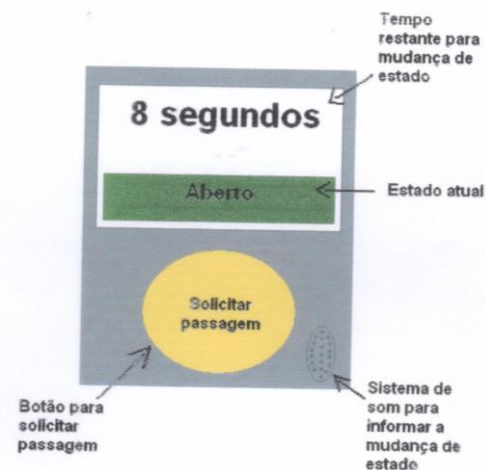 Tempo
restante para
mudança de
estado
8 segundos
Aberto
Estado atual
Solicitar
passagem
Botão para
solicitar
passagem
Sistema de
som para
informar a
mudança de
estado